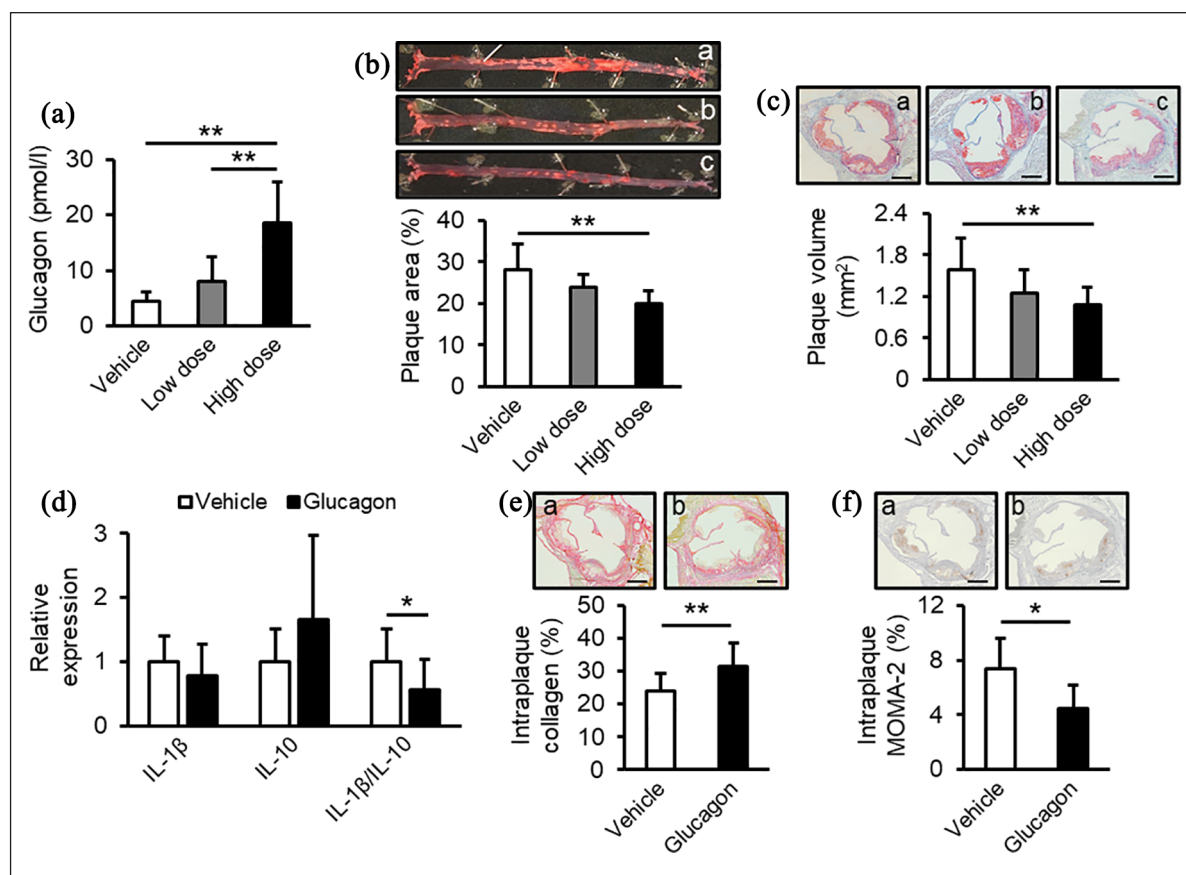 (a)
**
**
Glucagon (pmol/l)
30
20
10
0
Vehicle
Low dose
High dose
(b)
a
b
c
**
Plaque area (%)
40
30
20
10
0
Vehicle
Low dose
High dose
(c)
a
b
c
**
Plaque volume
(mm²)
2.4
1.8
1.2
0.6
0
Vehicle
Low dose
High dose
(d)
Vehicle
Glucagon
*
Relative
expression
3
2
1
0
IL-1β
IL-10
IL-1β/IL-10
(e)
a
b
**
Intraplaque
collagen (%)
50
40
30
20
10
0
Vehicle
Glucagon
(f)
a
b
*
Intraplaque
MOMA-2 (%)
12
8
4
0
Vehicle
Glucagon